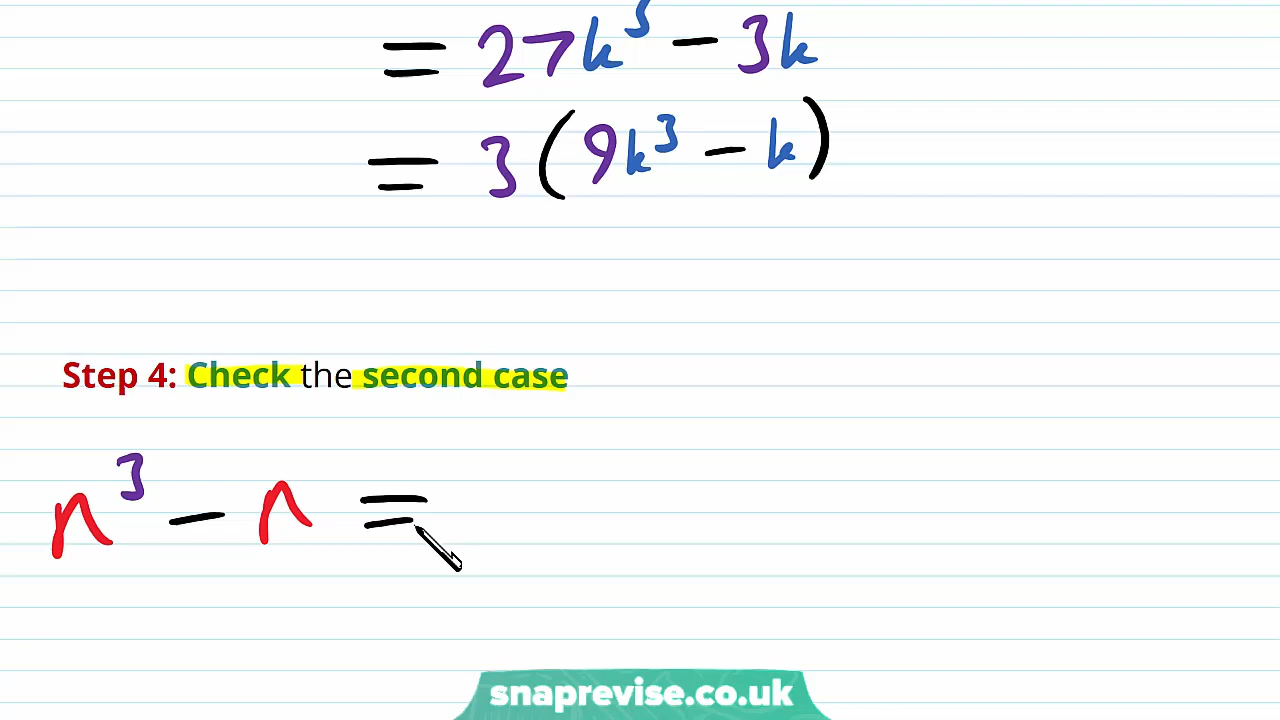 = 27k³ − 3k
= 3(9k³ − k)
Step 4: Check the second case
n³ − n =
snaprevise.co.uk